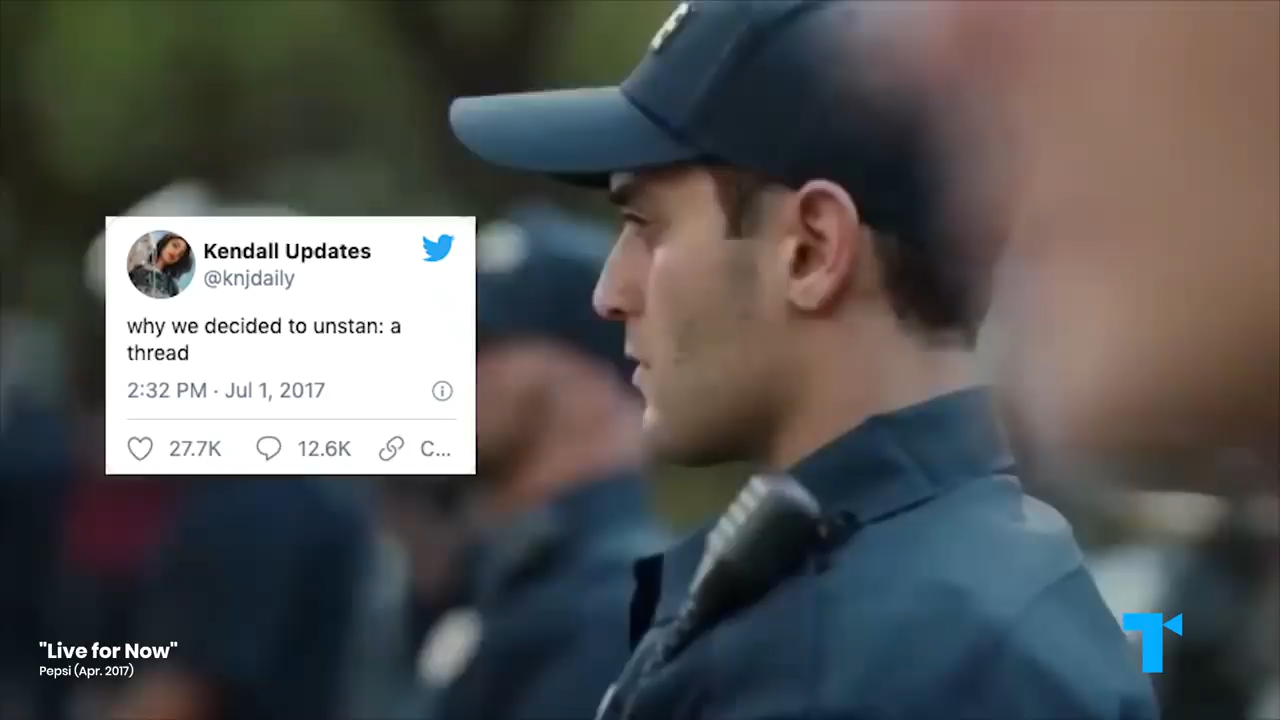 Kendall Updates
@knjdaily
why we decided to unstan: a
thread
2:32 PM · Jul 1, 2017
27.7K 12.6K C...
"Live for Now"
Pepsi (Apr. 2017)